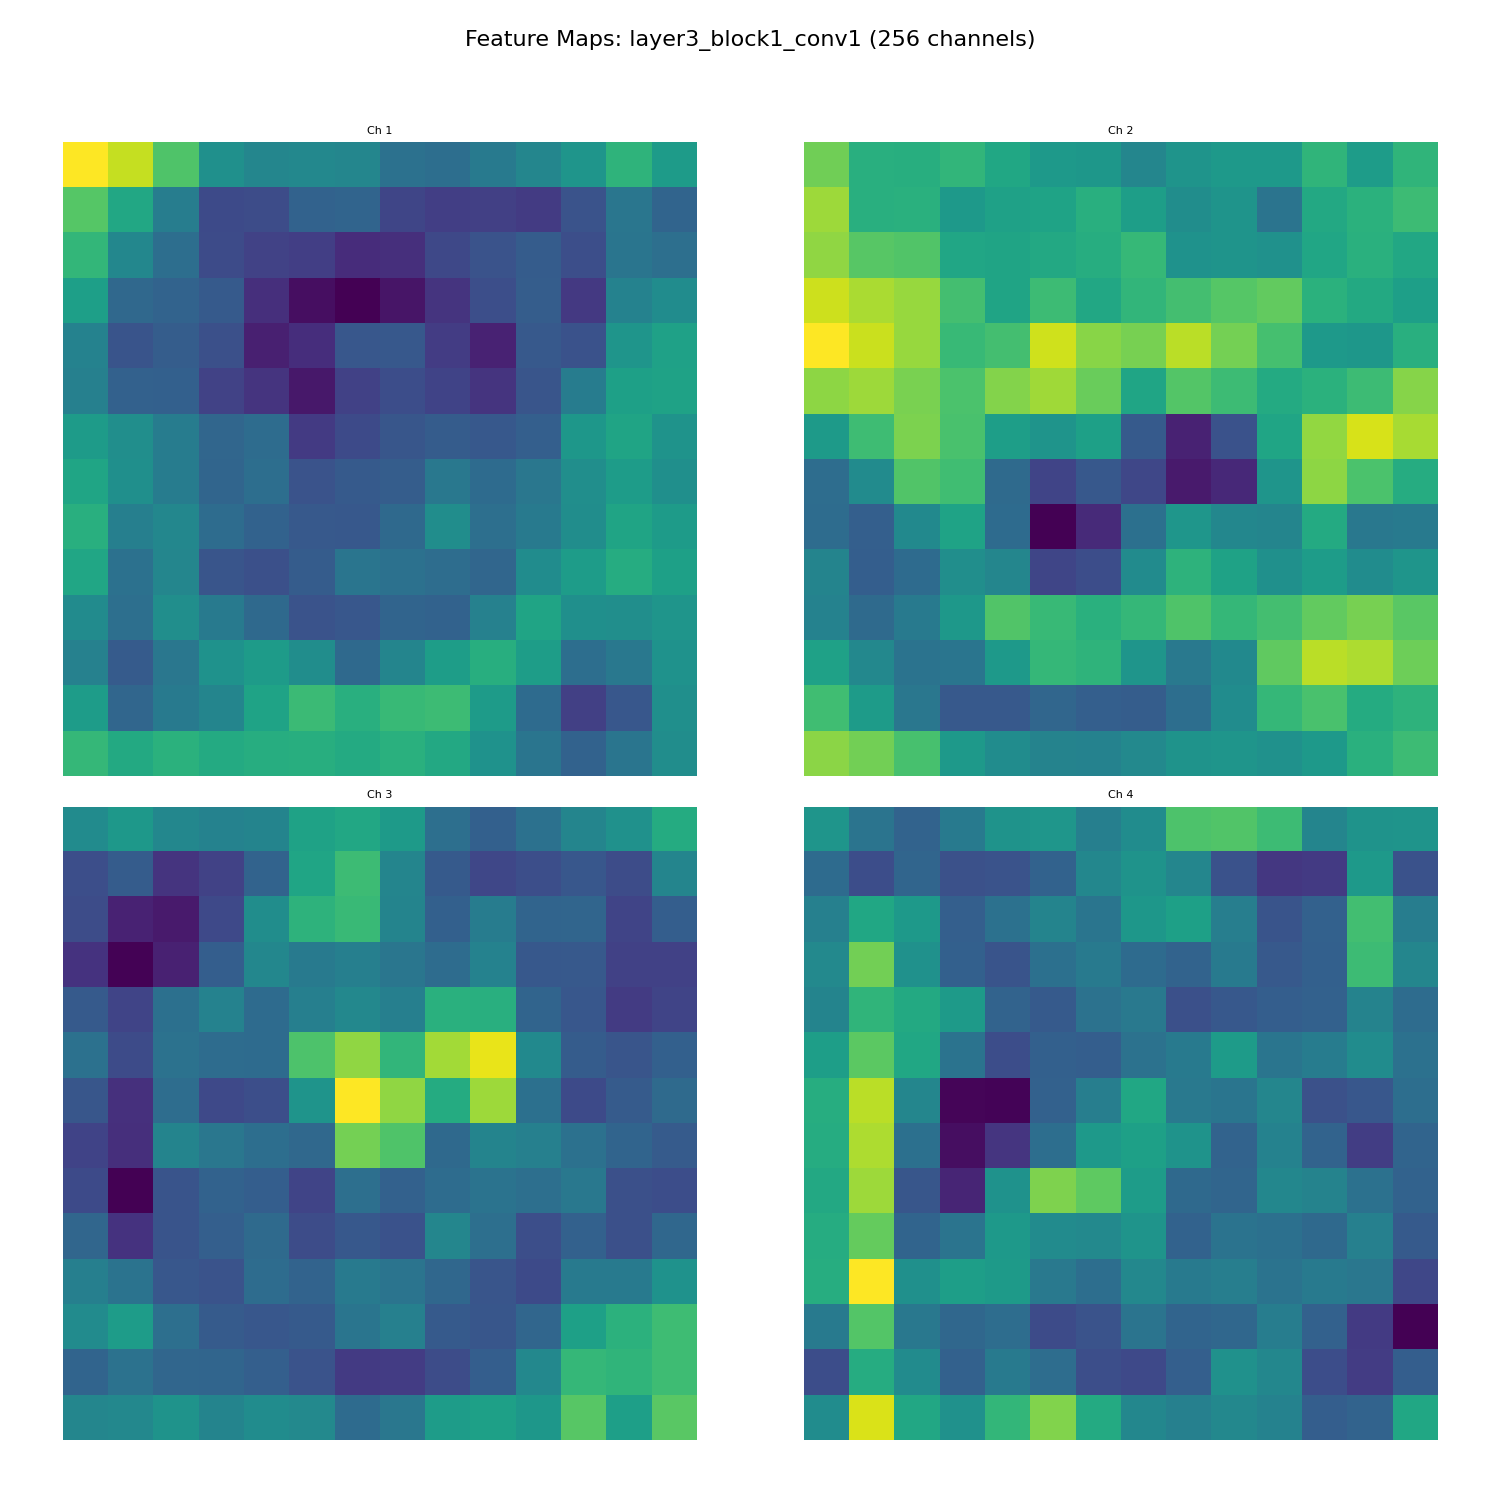 Feature Maps: layer3_block1_conv1 (256 channels)
Ch 1
Ch 2
Ch 3
Ch 4